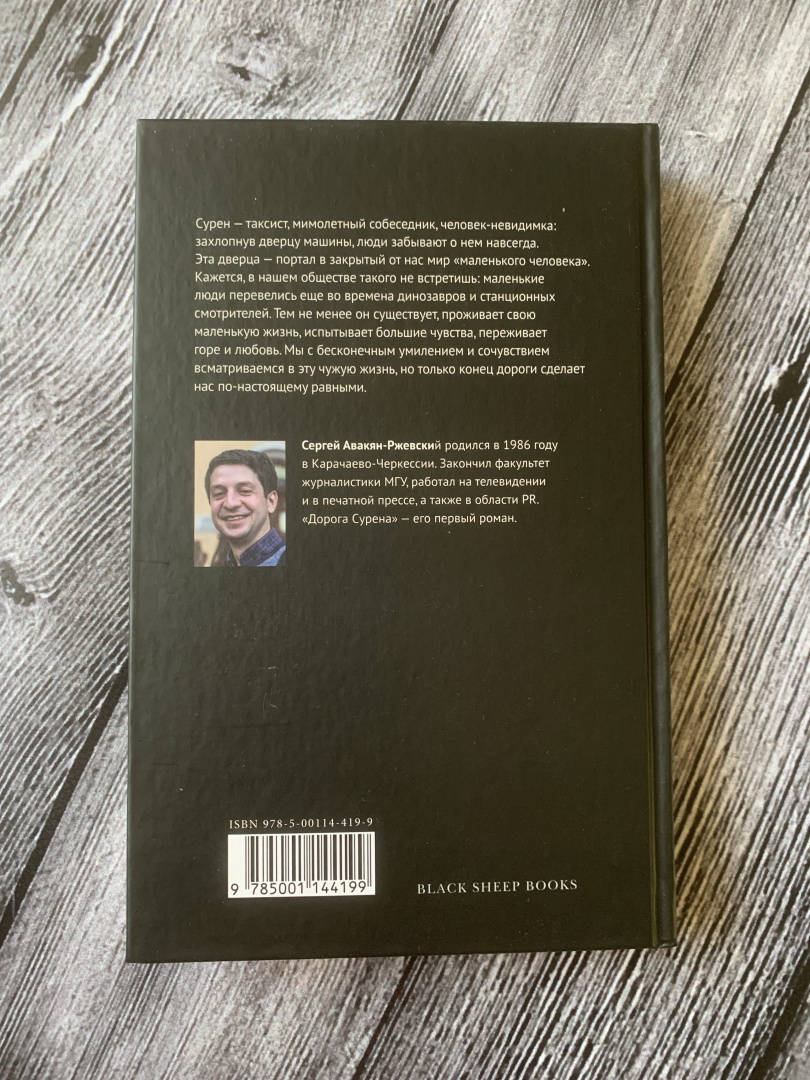 Сурен — таксист, мимолетный собеседник, человек-невидимка:
захлопнув дверцу машины, люди забывают о нем навсегда.
Эта дверца — портал в закрытый от нас мир «маленького человека».
Кажется, в нашем обществе такого не встретишь: маленькие
люди перевелись еще во времена динозавров и станционных
смотрителей. Тем не менее он существует, проживает свою
маленькую жизнь, испытывает большие чувства, переживает
горе и любовь. Мы с бесконечным умилением и сочувствием
всматриваемся в эту чужую жизнь, но только конец дороги сделает
нас по-настоящему равными.
Сергей Авакян-Ржевский родился в 1986 году
в Карачаево-Черкессии. Закончил факультет
журналистики МГУ, работал на телевидении
и в печатной прессе, а также в области PR.
«Дорога Сурена» — его первый роман.
ISBN 978-5-00114-419-9
9 785001 144199
BLACK SHEEP BOOKS